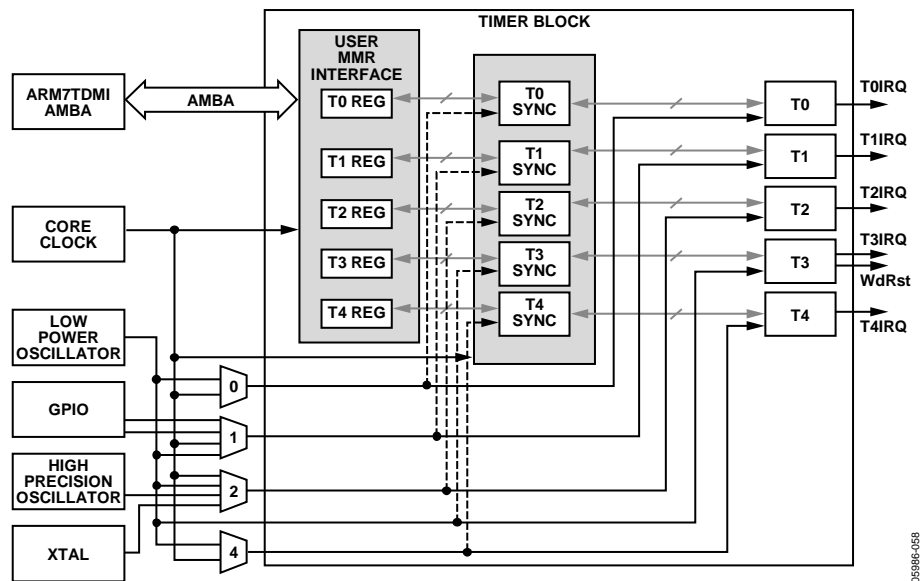 TIMER BLOCK
USER
MMR
INTERFACE
ARM7TDMI
AMBA
AMBA
T0 REG
T0
SYNC
T0
T0IRQ
T1 REG
T1
SYNC
T1
T1IRQ
CORE
CLOCK
T2 REG
T2
SYNC
T2
T2IRQ
T3 REG
T3
SYNC
T3
T3IRQ
WdRst
LOW
POWER
OSCILLATOR
T4 REG
T4
SYNC
T4
T4IRQ
0
GPIO
1
HIGH
PRECISION
OSCILLATOR
2
XTAL
4
05986-058